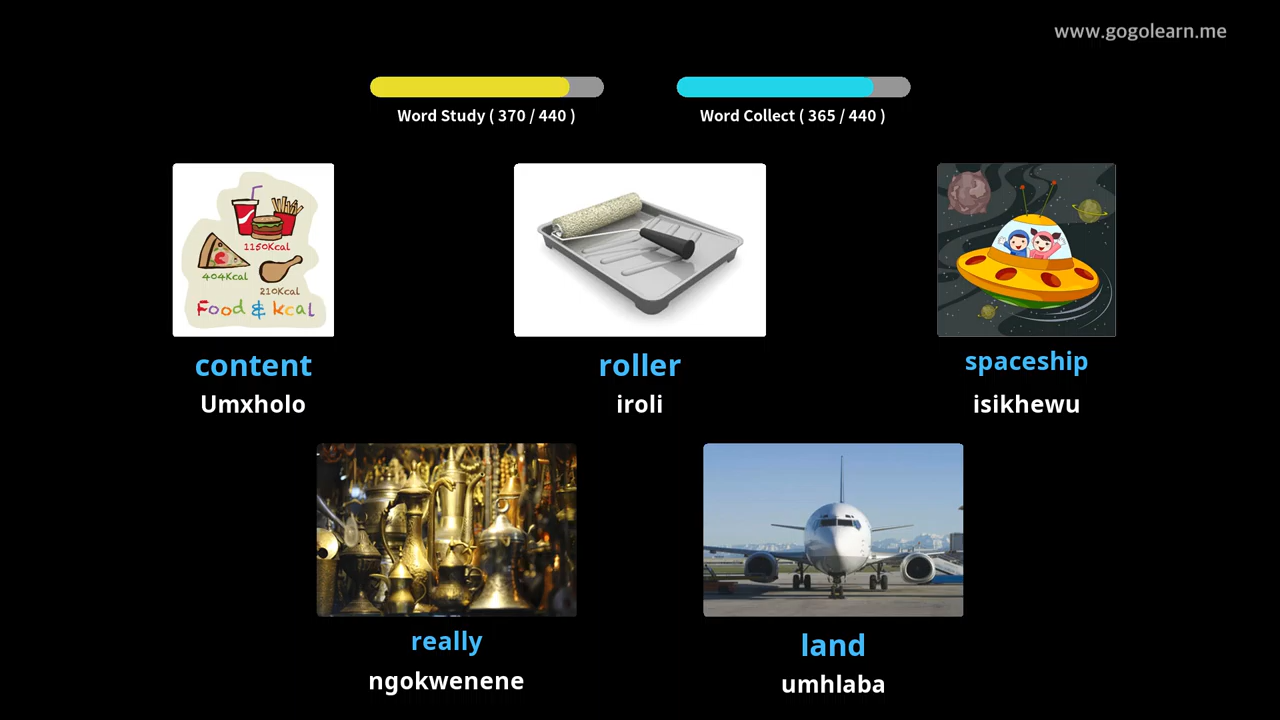 www.gogolearn.me
Word Study ( 370 / 440 )
Word Collect ( 365 / 440 )
1150Kcal
404Kcal
210Kcal
Food & kcal
content
roller
spaceship
Umxholo
iroli
isikhewu
really
land
ngokwenene
umhlaba